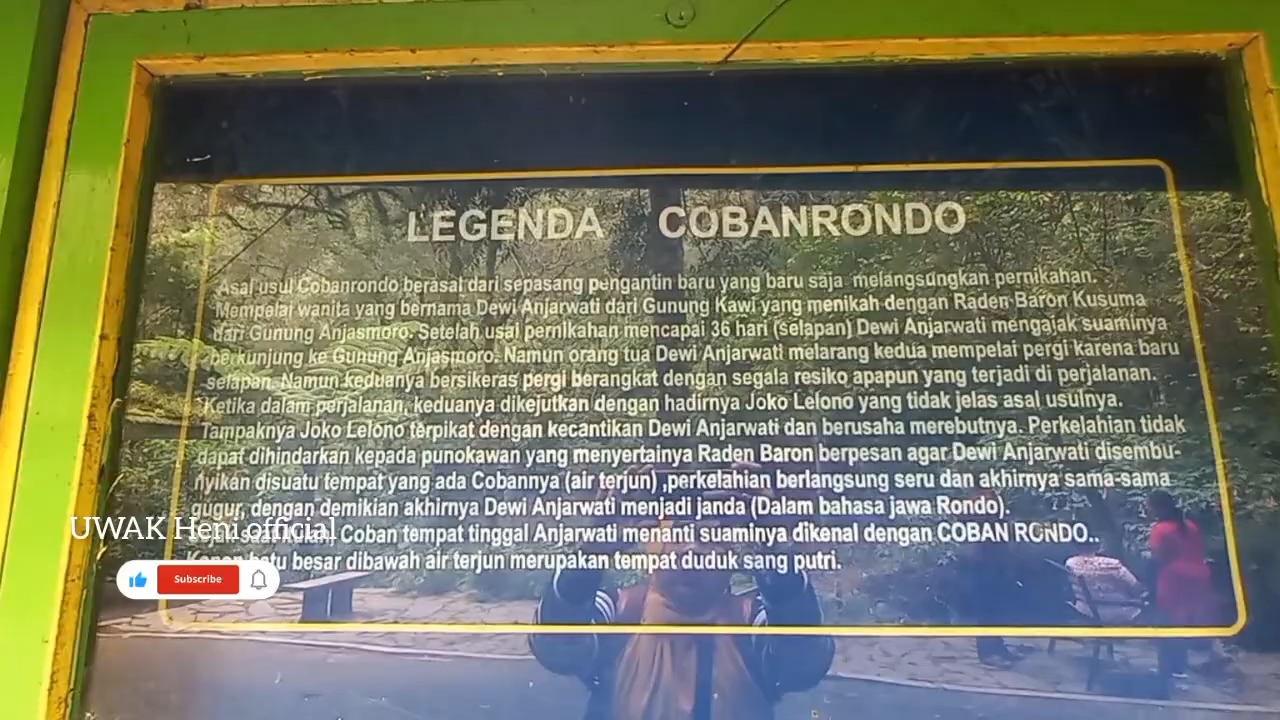 LEGENDA COBANRONDO
Asal usul Cobanrondo berasal dari sepasang pengantin baru yang baru saja melangsungkan pernikahan.
Mempelai wanita yang bernama Dewi Anjarwati dari Gunung Kawi yang menikah dengan Raden Baron Kusuma
dari Gunung Anjasmoro. Setelah usai pernikahan mencapai 36 hari (selapan) Dewi Anjarwati mengajak suaminya
berkunjung ke Gunung Anjasmoro. Namun orang tua Dewi Anjarwati melarang kedua mempelai pergi karena baru
selapan. Namun keduanya bersikeras pergi berangkat dengan segala resiko apapun yang terjadi di perjalanan.
Ketika dalam perjalanan, keduanya dikejutkan dengan hadirnya Joko Lelono yang tidak jelas asal usulnya.
Tampaknya Joko Lelono terpikat dengan kecantikan Dewi Anjarwati dan berusaha merebutnya. Perkelahian tidak
dapat dihindarkan kepada punokawan yang menyertainya Raden Baron berpesan agar Dewi Anjarwati disembu-
nyikan disuatu tempat yang ada Cobannya (air terjun) ,perkelahian berlangsung seru dan akhirnya sama-sama
gugur, dengan demikian akhirnya Dewi Anjarwati menjadi janda (Dalam bahasa jawa Rondo).
Coban tempat tinggal Anjarwati menanti suaminya dikenal dengan COBAN RONDO..
batu besar dibawah air terjun merupakan tempat duduk sang putri.
UWAK Heni official
Subscribe